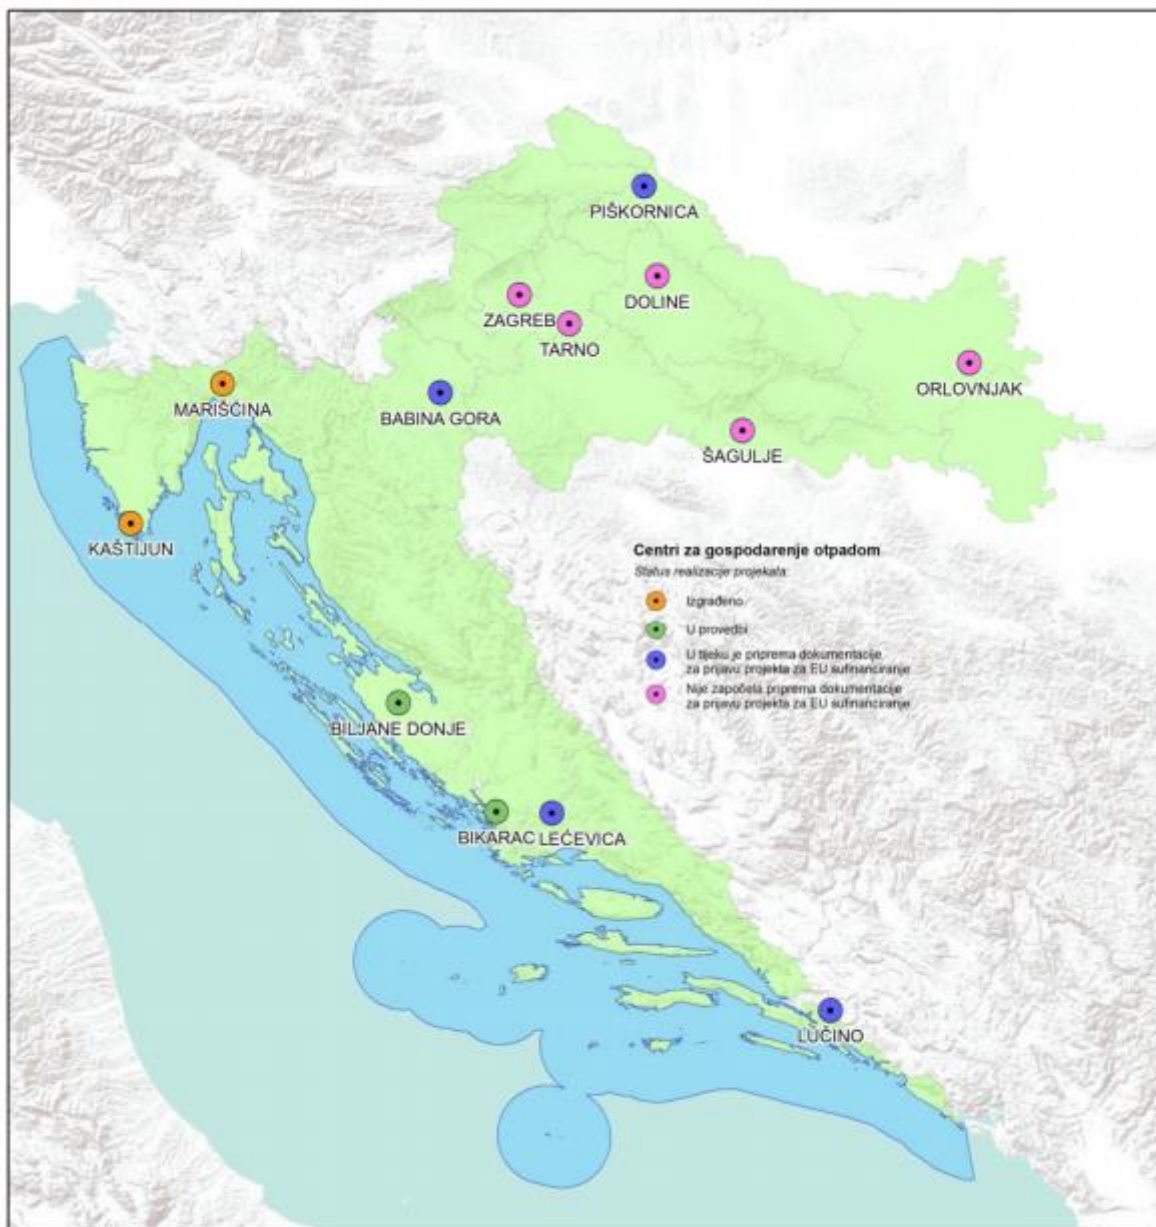 PIŠKORNICA
DOLINE
ZAGREB
TARNO
ORLOVNJAK
MARIŠĆINA
BABINA GORA
ŠAGULJE
KAŠTIJUN
Centri za gospodarenje otpadom
Status realizacije projekata:
Izgrađeno
U provedbi
U tijeku je priprema dokumentacije
za prijavu projekta za EU sufinanciranje
Nije započela priprema dokumentacije
za prijavu projekta za EU sufinanciranje
BILJANE DONJE
BIKARAC
LEĆEVICA
LUČINO